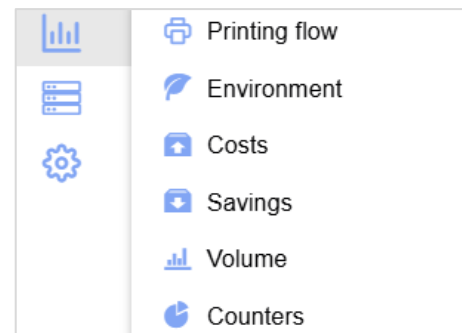 Printing flow
Environment
Costs
Savings
Volume
Counters